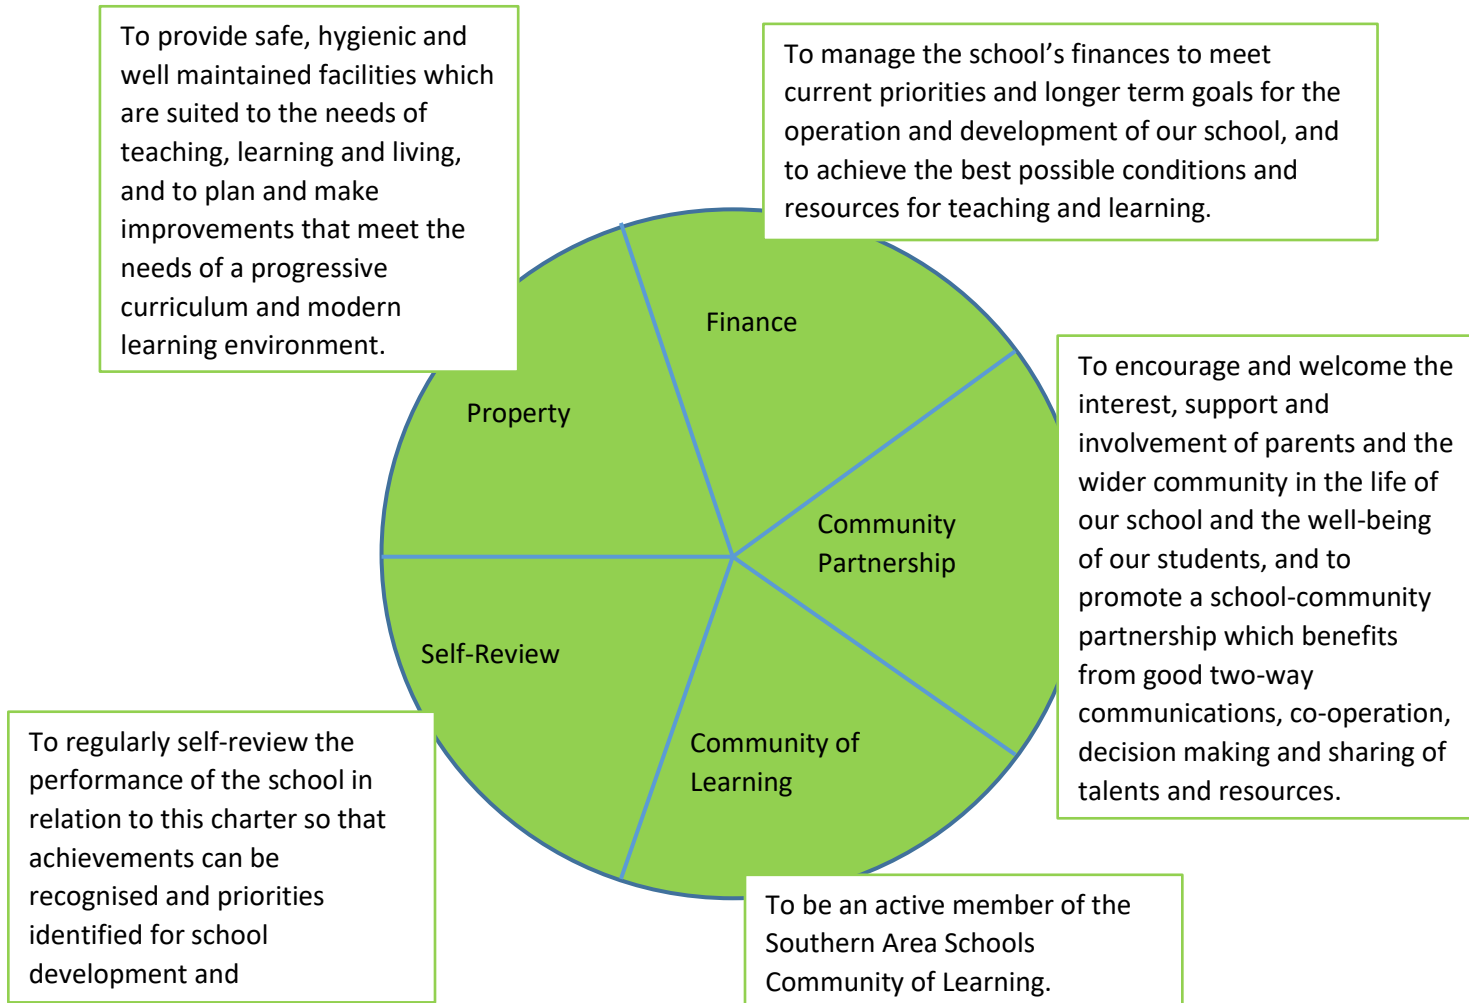 To provide safe, hygienic and
well maintained facilities which
are suited to the needs of
teaching, learning and living,
and to plan and make
improvements that meet the
needs of a progressive
curriculum and modern
learning environment.
To manage the school’s finances to meet
current priorities and longer term goals for the
operation and development of our school, and
to achieve the best possible conditions and
resources for teaching and learning.
Finance
Property
To encourage and welcome the
interest, support and
involvement of parents and the
wider community in the life of
our school and the well-being
of our students, and to
promote a school-community
partnership which benefits
from good two-way
communications, co-operation,
decision making and sharing of
talents and resources.
Community
Partnership
Self-Review
Community of
Learning
To regularly self-review the
performance of the school in
relation to this charter so that
achievements can be
recognised and priorities
identified for school
development and
To be an active member of the
Southern Area Schools
Community of Learning.